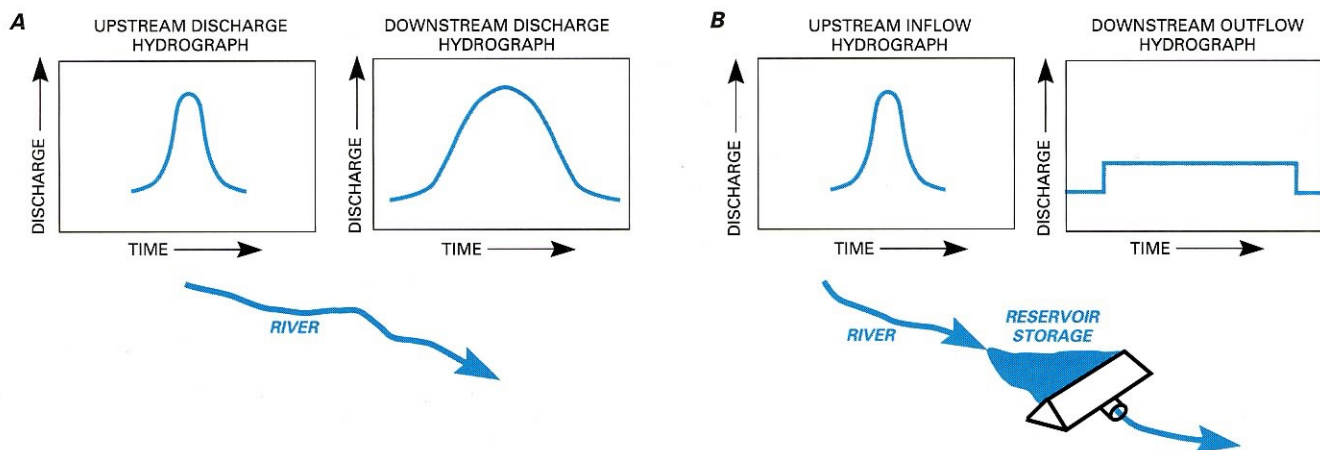 A
UPSTREAM DISCHARGE
HYDROGRAPH
DOWNSTREAM DISCHARGE
HYDROGRAPH
DISCHARGE
TIME
DISCHARGE
TIME
RIVER
B
UPSTREAM INFLOW
HYDROGRAPH
DOWNSTREAM OUTFLOW
HYDROGRAPH
DISCHARGE
TIME
DISCHARGE
TIME
RIVER
RESERVOIR
STORAGE